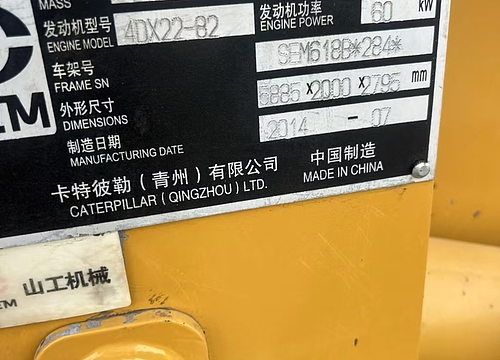 MASS
发动机功率 60 kW
ENGINE POWER
发动机型号 4DX22-82
ENGINE MODEL
车架号 SEM618B*284*
FRAME SN
外形尺寸 6885 x 2000 x 2795 mm
DIMENSIONS
制造日期 2014 - 07
MANUFACTURING DATE
卡特彼勒（青州）有限公司 中国制造
CATERPILLAR (QINGZHOU) LTD. MADE IN CHINA
山工机械